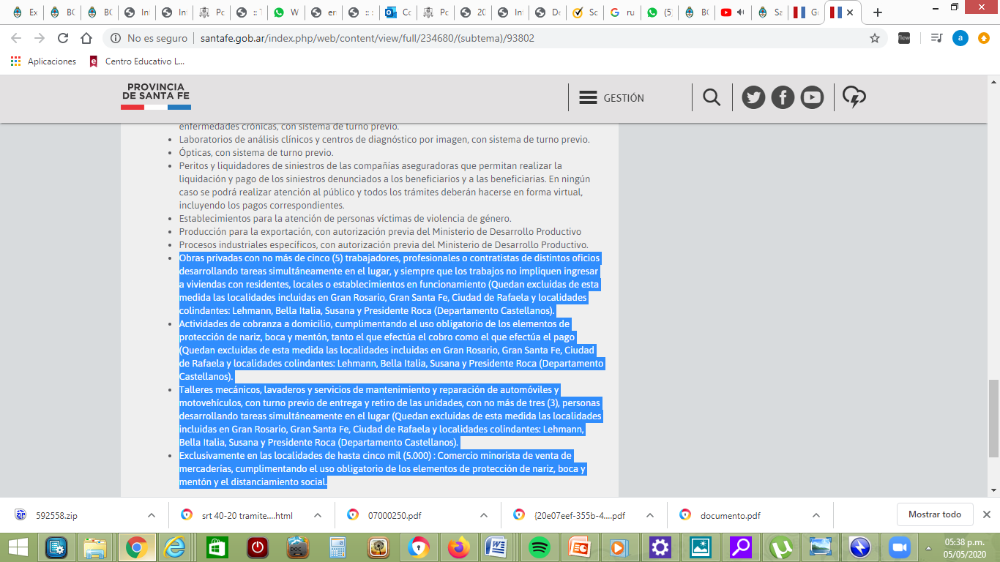 Ex
BC
BC
Int
Int
Pc
:: T
W
en
:: :
Cc
Pc
20
Int
De
Sc
ru
(5)
BC
Sa
Gc
No es seguro | santafe.gob.ar/index.php/web/content/view/full/234680/(subtema)/93802
flow
a
Aplicaciones
Centro Educativo L...
PROVINCIA
DE SANTA FE
GESTIÓN
enfermedades crónicas, con sistema de turno previo.
• Laboratorios de análisis clínicos y centros de diagnóstico por imagen, con sistema de turno previo.
• Ópticas, con sistema de turno previo.
• Peritos y liquidadores de siniestros de las compañías aseguradoras que permitan realizar la
liquidación y pago de los siniestros denunciados a los beneficiarios y a las beneficiarias. En ningún
caso se podrá realizar atención al público y todos los trámites deberán hacerse en forma virtual,
incluyendo los pagos correspondientes.
• Establecimientos para la atención de personas víctimas de violencia de género.
• Producción para la exportación, con autorización previa del Ministerio de Desarrollo Productivo
• Procesos industriales específicos, con autorización previa del Ministerio de Desarrollo Productivo.
• Obras privadas con no más de cinco (5) trabajadores, profesionales o contratistas de distintos oficios
desarrollando tareas simultáneamente en el lugar, y siempre que los trabajos no impliquen ingresar
a viviendas con residentes, locales o establecimientos en funcionamiento (Quedan excluidas de esta
medida las localidades incluidas en Gran Rosario, Gran Santa Fe, Ciudad de Rafaela y localidades
colindantes: Lehmann, Bella Italia, Susana y Presidente Roca (Departamento Castellanos).
• Actividades de cobranza a domicilio, cumplimentando el uso obligatorio de los elementos de
protección de nariz, boca y mentón, tanto el que efectúa el cobro como el que efectúa el pago
(Quedan excluidas de esta medida las localidades incluidas en Gran Rosario, Gran Santa Fe, Ciudad
de Rafaela y localidades colindantes: Lehmann, Bella Italia, Susana y Presidente Roca (Departamento
Castellanos).
• Talleres mecánicos, lavaderos y servicios de mantenimiento y reparación de automóviles y
motovehículos, con turno previo de entrega y retiro de las unidades, con no más de tres (3), personas
desarrollando tareas simultáneamente en el lugar (Quedan excluidas de esta medida las localidades
incluidas en Gran Rosario, Gran Santa Fe, Ciudad de Rafaela y localidades colindantes: Lehmann,
Bella Italia, Susana y Presidente Roca (Departamento Castellanos).
• Exclusivamente en las localidades de hasta cinco mil (5.000) : Comercio minorista de venta de
mercaderías, cumplimentando el uso obligatorio de los elementos de protección de nariz, boca y
mentón y el distanciamiento social.
592558.zip
srt 40-20 tramite....html
07000250.pdf
{20e07eef-355b-4....pdf
documento.pdf
Mostrar todo
05:38 p.m.
05/05/2020